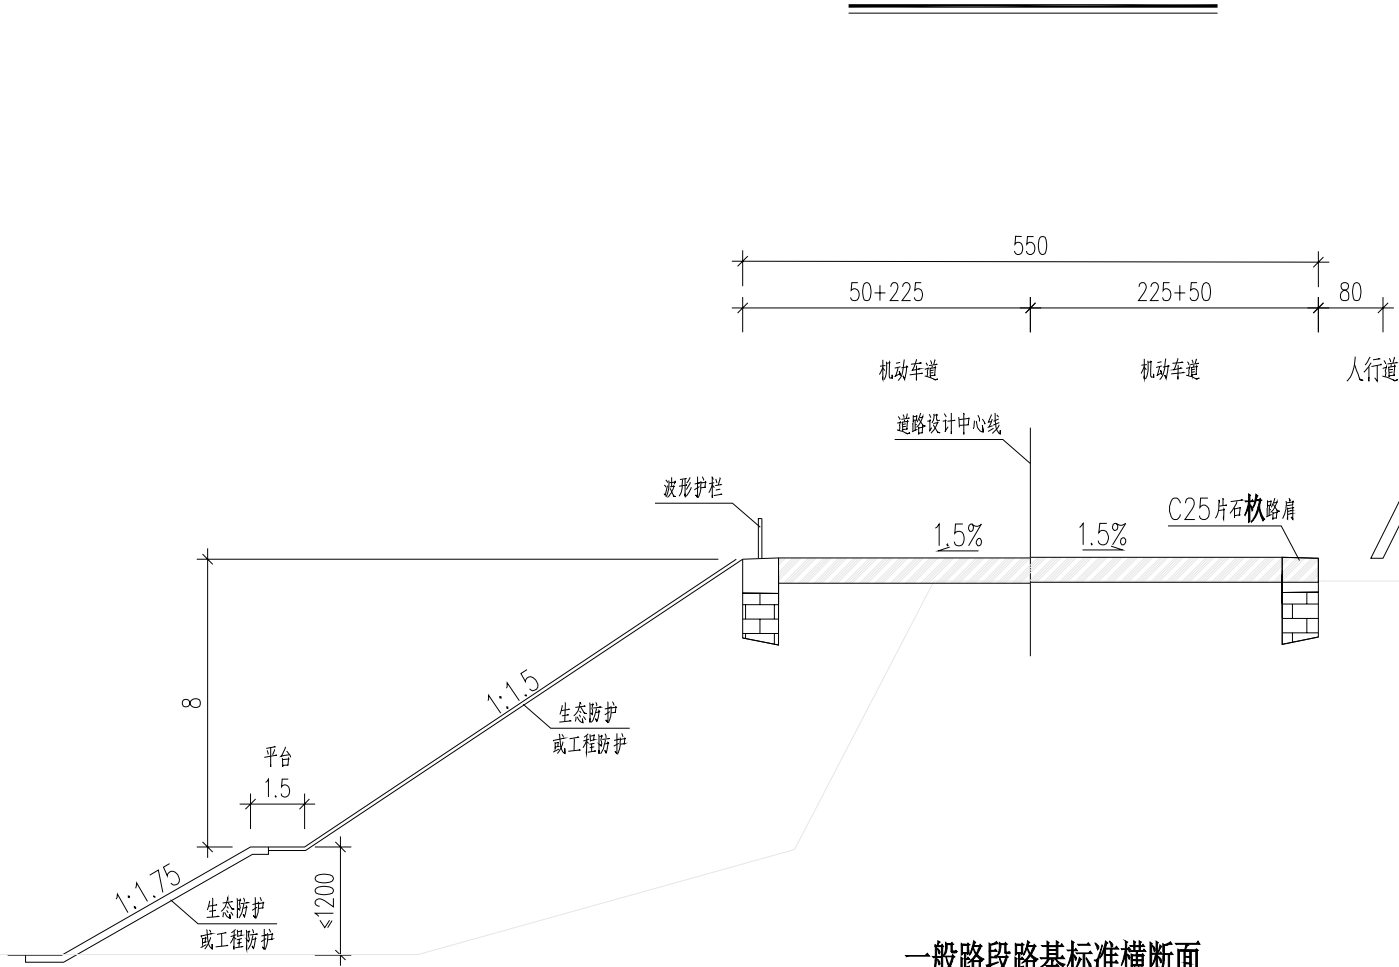 550
50+225
225+50
80
机动车道
机动车道
人行道
道路设计中心线
波形护栏
C25片石杦路肩
1.5%
1.5%
8
1:1.5
生态防护
或工程防护
平台
1.5
1:1.75
生态防护
或工程防护
≤1200
一般路段路基标准横断面